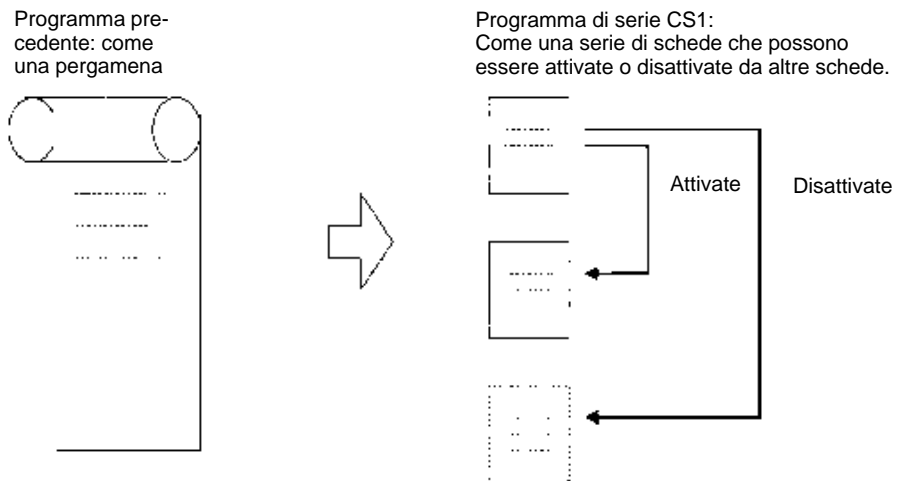 Programma pre-
cedente: come
una pergamena
Programma di serie CS1:
Come una serie di schede che possono
essere attivate o disattivate da altre schede.
Attivate
Disattivate